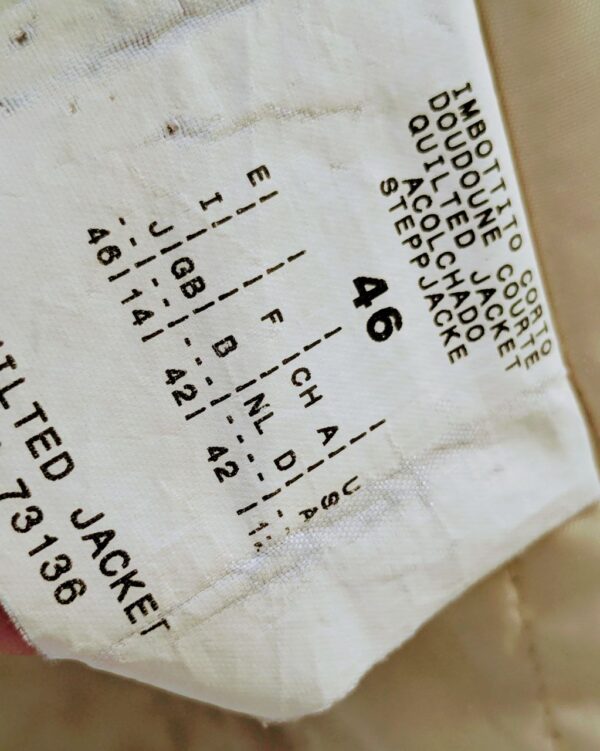 IMBOTTITO CORTO
DOUDOUNE COURTE
QUILTED JACKET
ACOLCHADO
STEPPJACKE
46
E|
I| F CH A USA
J|GB| B |NL D|
46|14| 42| 42
JACKET
73136